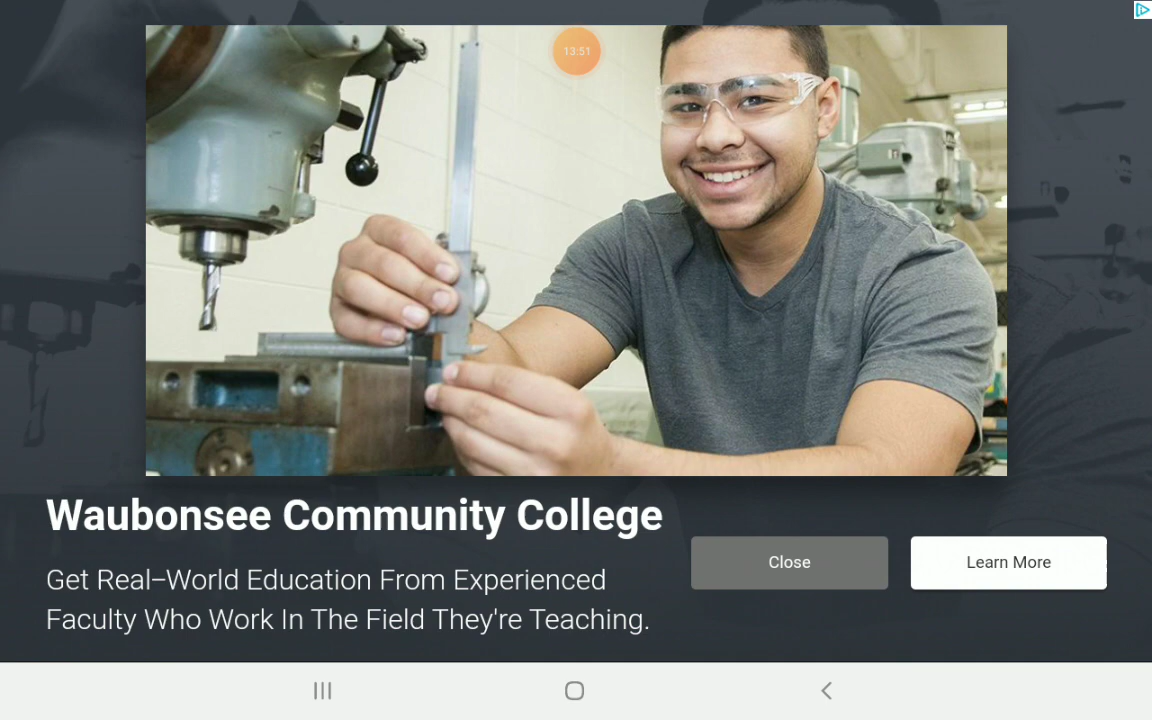 13:51
Waubonsee Community College
Get Real–World Education From Experienced
Faculty Who Work In The Field They're Teaching.
Close
Learn More